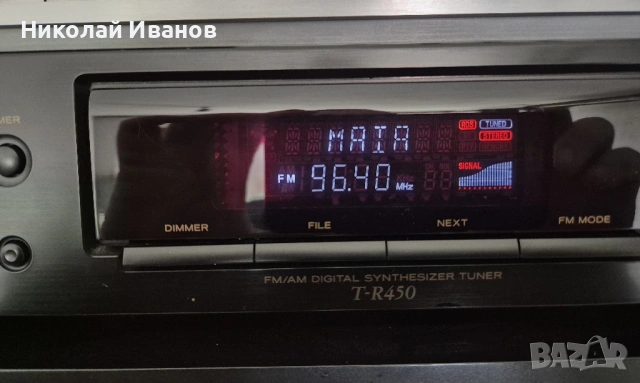 Николай Иванов
MER
RDS TUNED
MAIA
STEREO
SIGNAL
FM 96.40 MHz
DIMMER FILE NEXT FM MODE
FM/AM DIGITAL SYNTHESIZER TUNER
T-R450
BAZAR